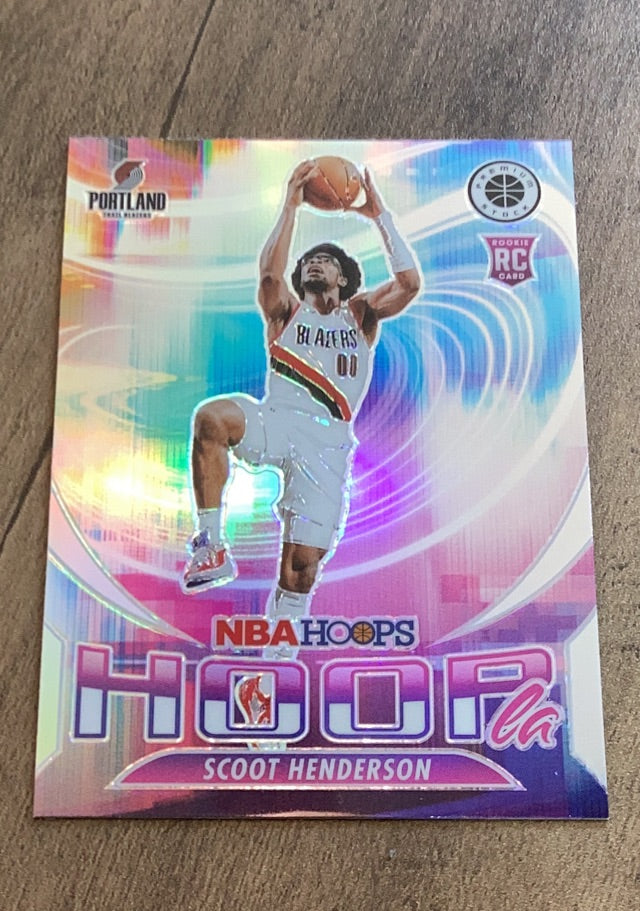 PORTLAND
TRAIL BLAZERS
PREMIUM
STOCK
ROOKIE
RC
CARD
BLAZERS
00
NBA HOOPS
HOOP
la
SCOOT HENDERSON